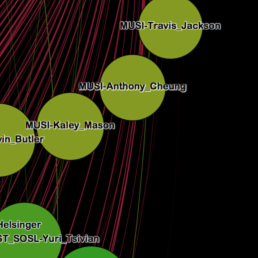 MUSI-Travis_Jackson
MUSI-Anthony_Cheung
MUSI-Kaley_Mason
vin_Butler
Helsinger
ST_SOSL-Yuri_Tsivian